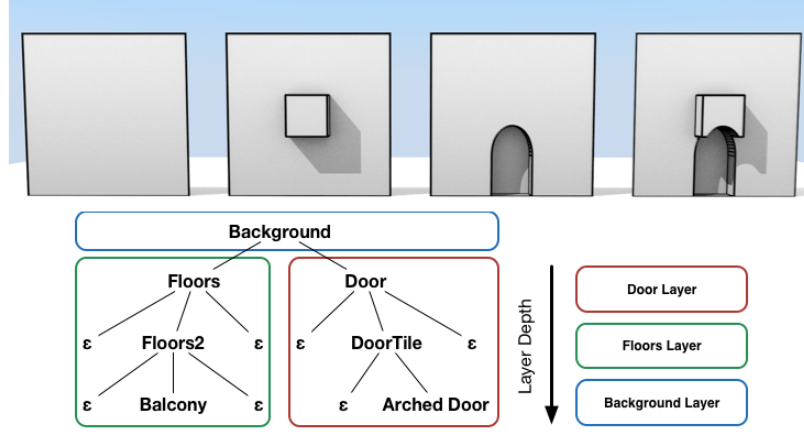 Background
Floors
Door
ε
Floors2
ε
ε
DoorTile
ε
ε
Balcony
ε
ε
Arched Door
Layer Depth
Door Layer
Floors Layer
Background Layer